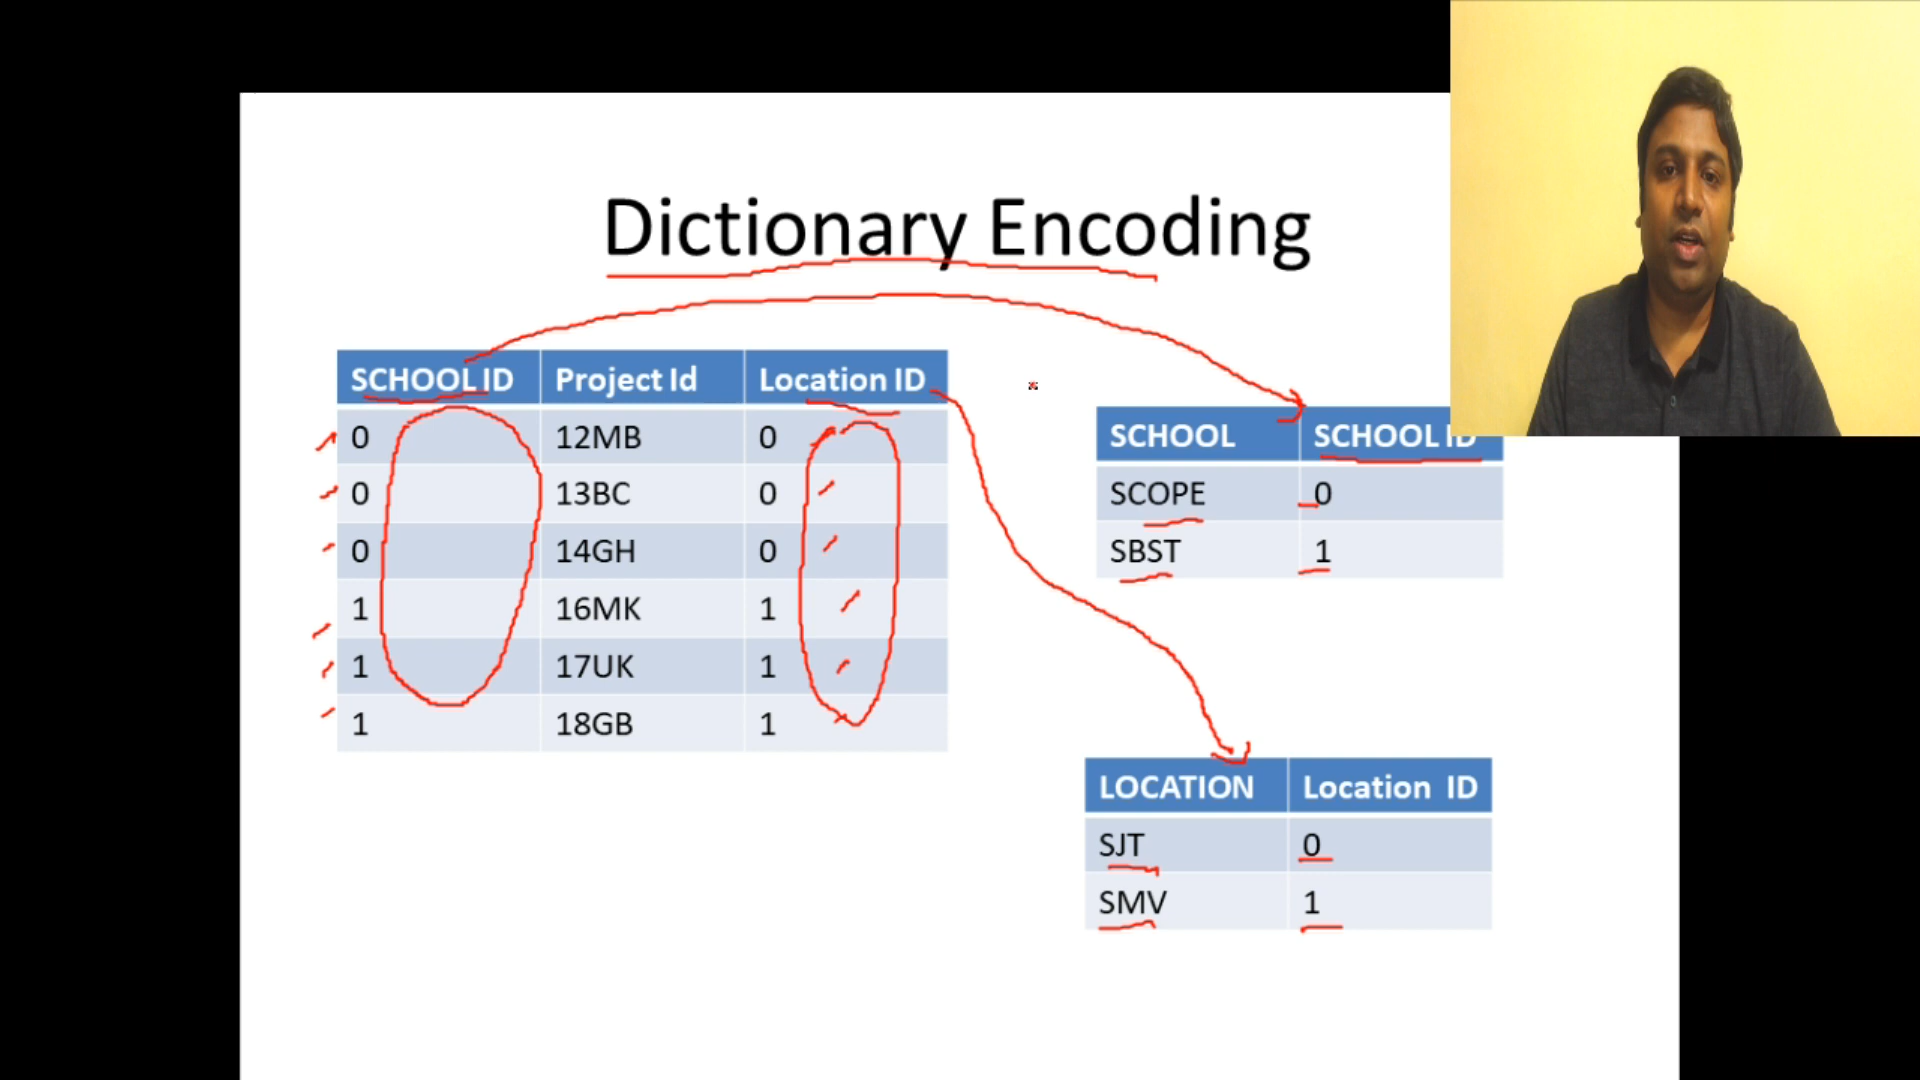 Dictionary Encoding
SCHOOL ID Project Id Location ID
0 12MB 0
0 13BC 0
0 14GH 0
1 16MK 1
1 17UK 1
1 18GB 1
SCHOOL SCHOOL ID
SCOPE 0
SBST 1
LOCATION Location ID
SJT 0
SMV 1